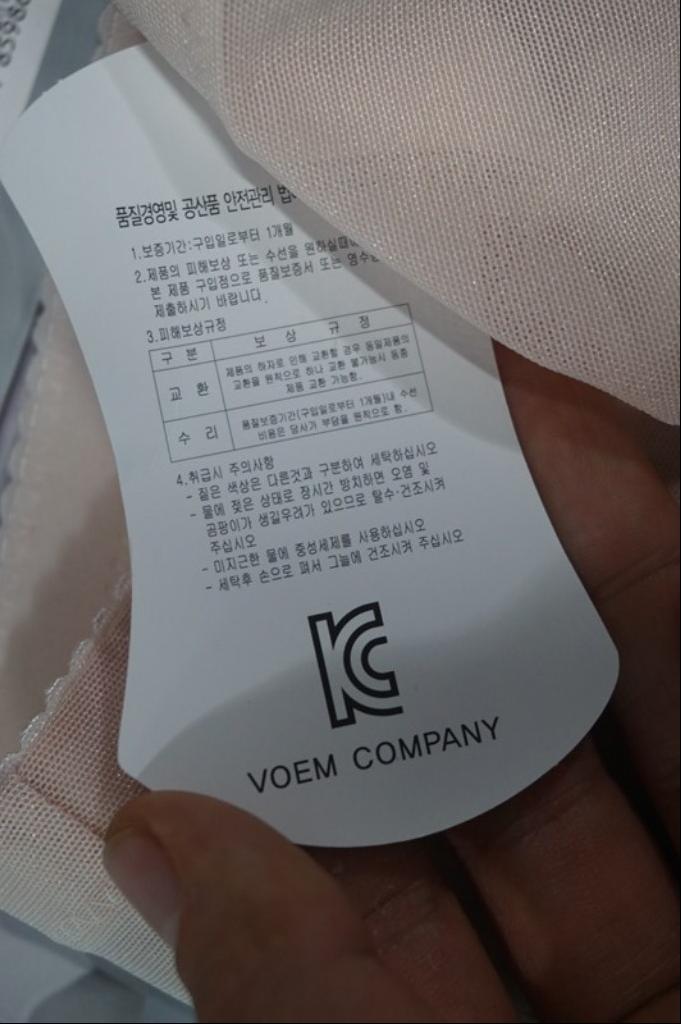 품질경영및 공산품 안전관리
1.보증기간:구입일로부터 1개월
2.제품의 피해보상 또는 수선을 원하실때
본 제품 구입점으로 품질보증서 또는
제출하시기 바랍니다.
3.피해보상규정
구 분 보 상 규 정
교 환 제품의 하자로 인해 교환할 경우 동일제품의
교환을 원칙으로 하나 교환 불가능시 동종
제품 교환 가능함.
수 리 품질보증기간(구입일로부터 1개월)내 수선
비용은 당사가 부담을 원칙으로 함.
4.취급시 주의사항
- 짙은 색상은 다른것과 구분하여 세탁하십시오
- 물에 젖은 상태로 장시간 방치하면 오염 및
곰팡이가 생길우려가 있으므로 탈수·건조시켜
주십시오
- 미지근한 물에 중성세제를 사용하십시오
- 세탁후 손으로 펴서 그늘에 건조시켜 주십시오
KC
VOEM COMPANY